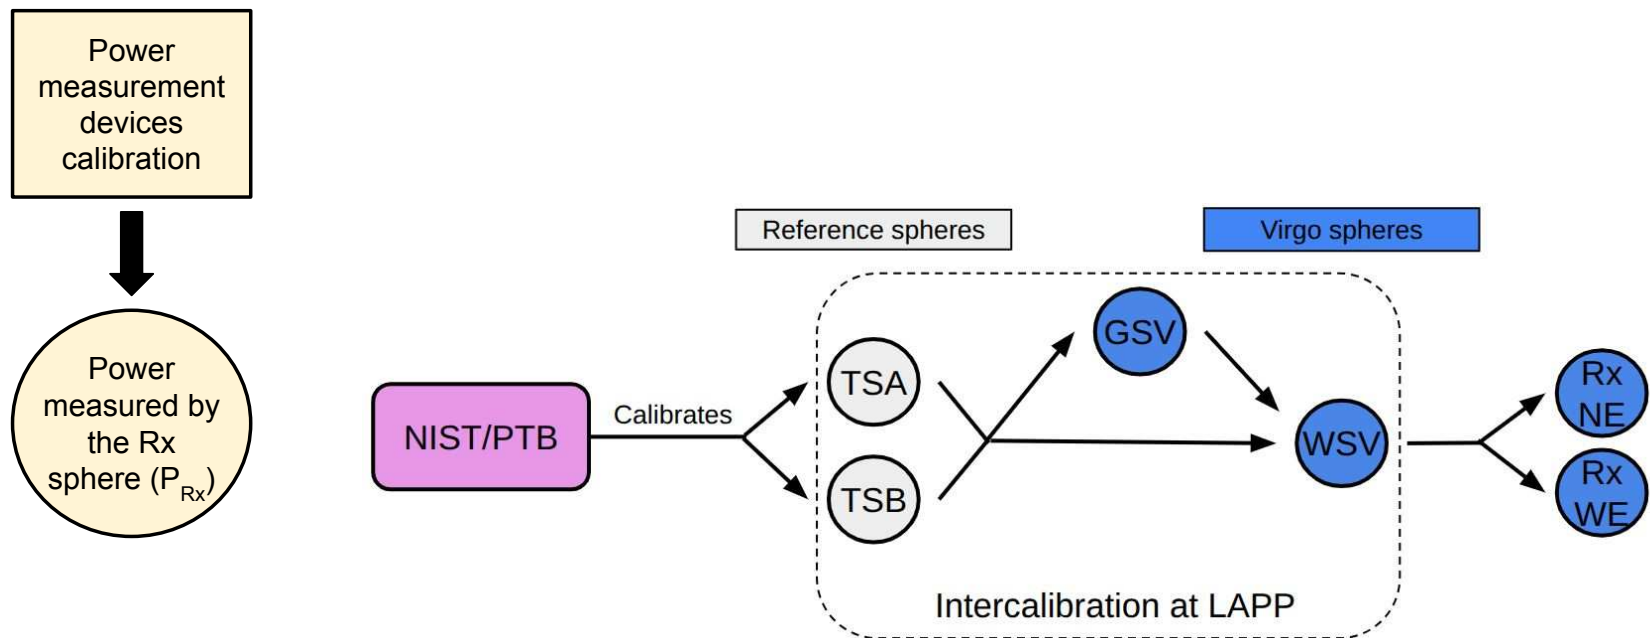 Power
measurement
devices
calibration
Power
measured by
the Rx
sphere (P_Rx)
Reference spheres
Virgo spheres
NIST/PTB
Calibrates
TSA
TSB
GSV
WSV
Rx
NE
Rx
WE
Intercalibration at LAPP